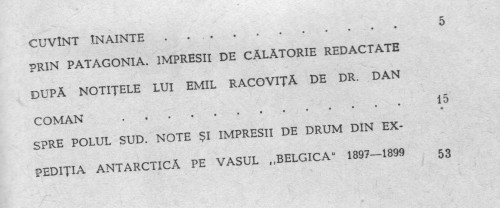 CUVÎNT ÎNAINTE . . . . . . . . . . . 5
PRIN PATAGONIA. IMPRESII DE CĂLĂTORIE REDACTATE
DUPĂ NOTIȚELE LUI EMIL RACOVIȚĂ DE DR. DAN
COMAN . . . . . . . . . . . . 15
SPRE POLUL SUD. NOTE ȘI IMPRESII DE DRUM DIN EX-
PEDIȚIA ANTARCTICĂ PE VASUL ,,BELGICA" 1897—1899 53